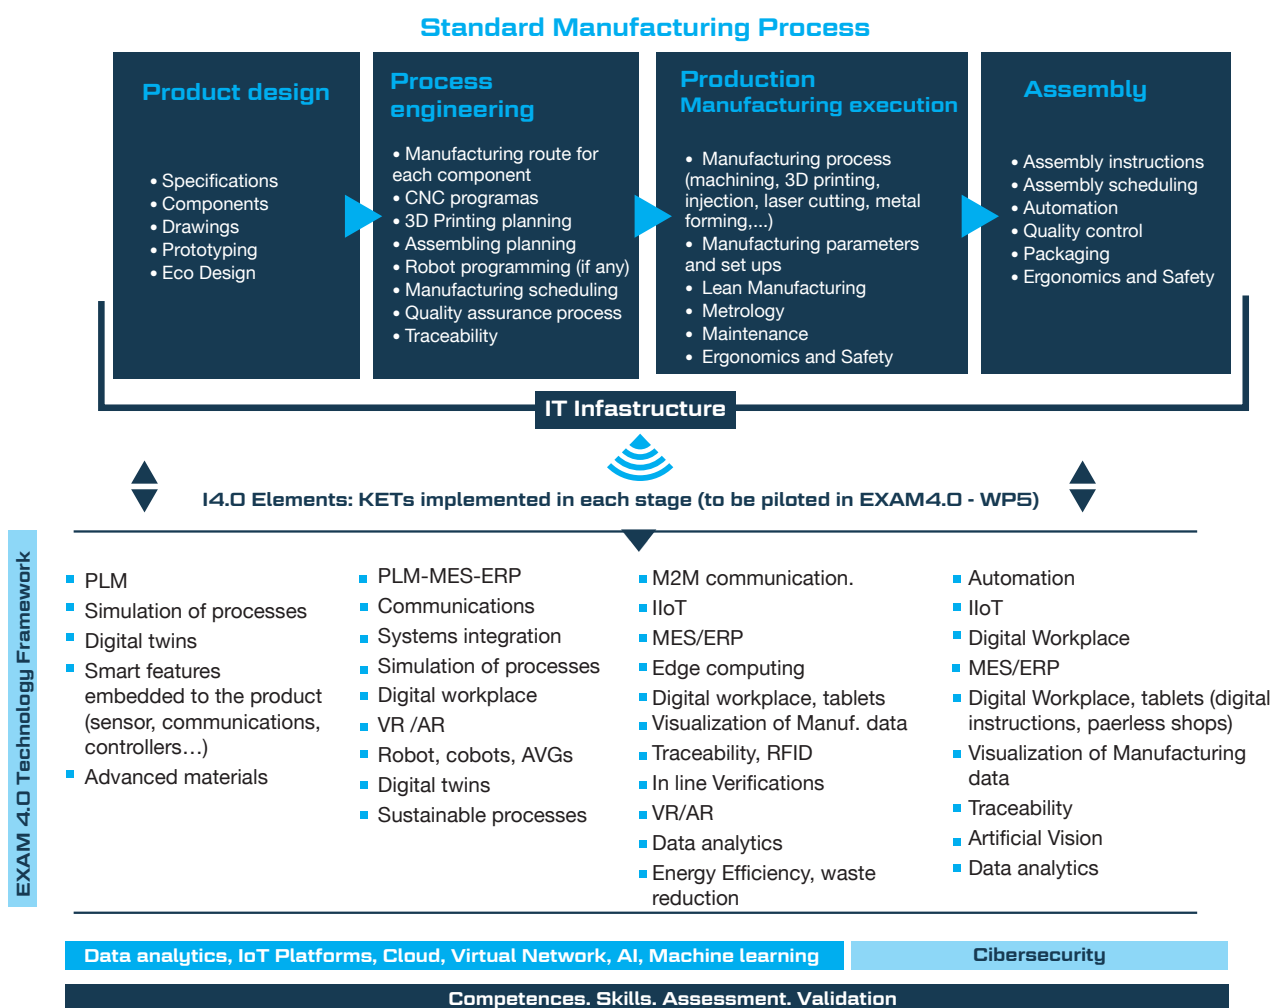 Standard Manufacturing Process
Product design
• Specifications
• Components
• Drawings
• Prototyping
• Eco Design
Process
engineering
• Manufacturing route for
each component
• CNC programas
• 3D Printing planning
• Assembling planning
• Robot programming (if any)
• Manufacturing scheduling
• Quality assurance process
• Traceability
Production
Manufacturing execution
• Manufacturing process
(machining, 3D printing,
injection, laser cutting, metal
forming,...)
• Manufacturing parameters
and set ups
• Lean Manufacturing
• Metrology
• Maintenance
• Ergonomics and Safety
Assembly
• Assembly instructions
• Assembly scheduling
• Automation
• Quality control
• Packaging
• Ergonomics and Safety
IT Infastructure
I4.0 Elements: KETs implemented in each stage (to be piloted in EXAM4.0 - WP5)
EXAM 4.0 Technology Framework
PLM
Simulation of processes
Digital twins
Smart features
embedded to the product
(sensor, communications,
controllers…)
Advanced materials
PLM-MES-ERP
Communications
Systems integration
Simulation of processes
Digital workplace
VR /AR
Robot, cobots, AVGs
Digital twins
Sustainable processes
M2M communication.
IIoT
MES/ERP
Edge computing
Digital workplace, tablets
Visualization of Manuf. data
Traceability, RFID
In line Verifications
VR/AR
Data analytics
Energy Efficiency, waste
reduction
Automation
IIoT
Digital Workplace
MES/ERP
Digital Workplace, tablets (digital
instructions, paerless shops)
Visualization of Manufacturing
data
Traceability
Artificial Vision
Data analytics
Data analytics, IoT Platforms, Cloud, Virtual Network, AI, Machine learning
Cibersecurity
Competences. Skills. Assessment. Validation